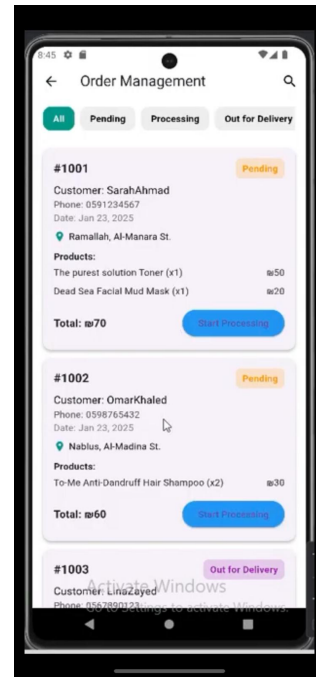 8:45
Order Management
All Pending Processing Out for Delivery
#1001 Pending
Customer: SarahAhmad
Phone: 0591234567
Date: Jan 23, 2025
Ramallah, Al-Manara St.
Products:
The purest solution Toner (x1) ₪50
Dead Sea Facial Mud Mask (x1) ₪20
Total: ₪70 Start Processing
#1002 Pending
Customer: OmarKhaled
Phone: 0598765432
Date: Jan 23, 2025
Nablus, Al-Madina St.
Products:
To-Me Anti-Dandruff Hair Shampoo (x2) ₪30
Total: ₪60 Start Processing
#1003 Out for Delivery
Customer: LinaZayed
Activate Windows
Phone: 0567890123
Go to Settings to activate Windows.